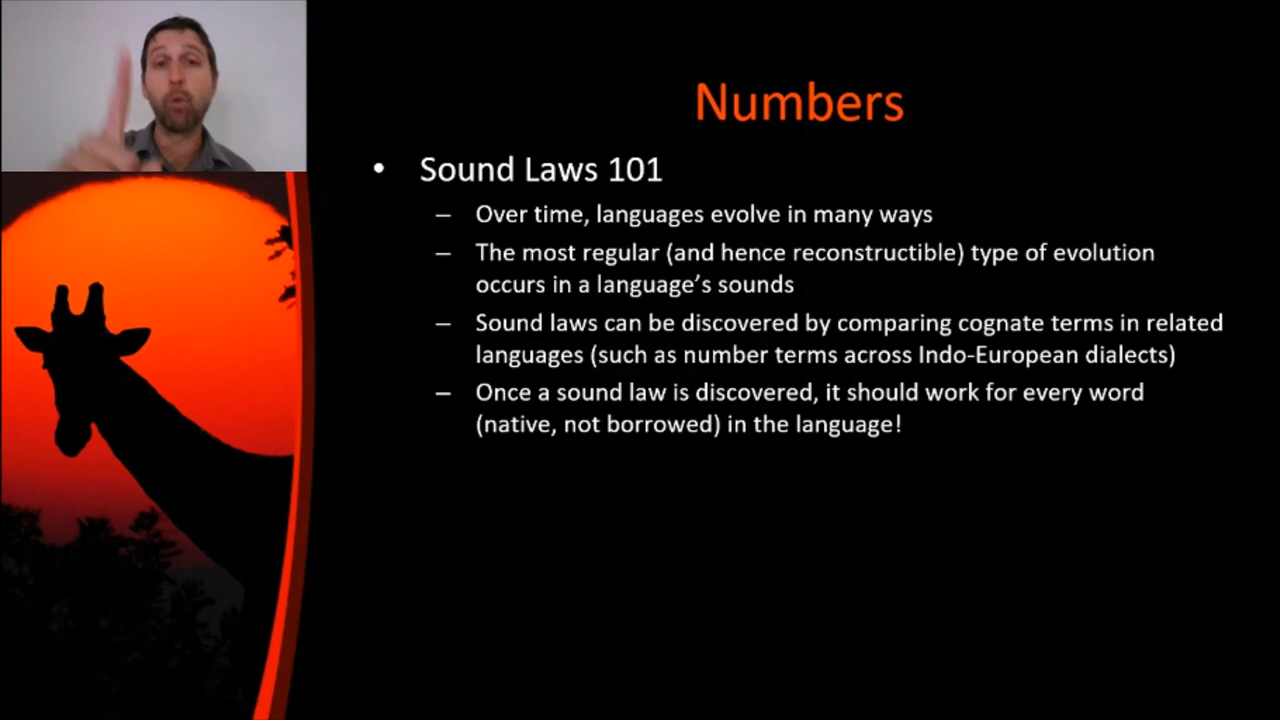 Numbers
• Sound Laws 101
– Over time, languages evolve in many ways
– The most regular (and hence reconstructible) type of evolution
occurs in a language’s sounds
– Sound laws can be discovered by comparing cognate terms in related
languages (such as number terms across Indo-European dialects)
– Once a sound law is discovered, it should work for every word
(native, not borrowed) in the language!